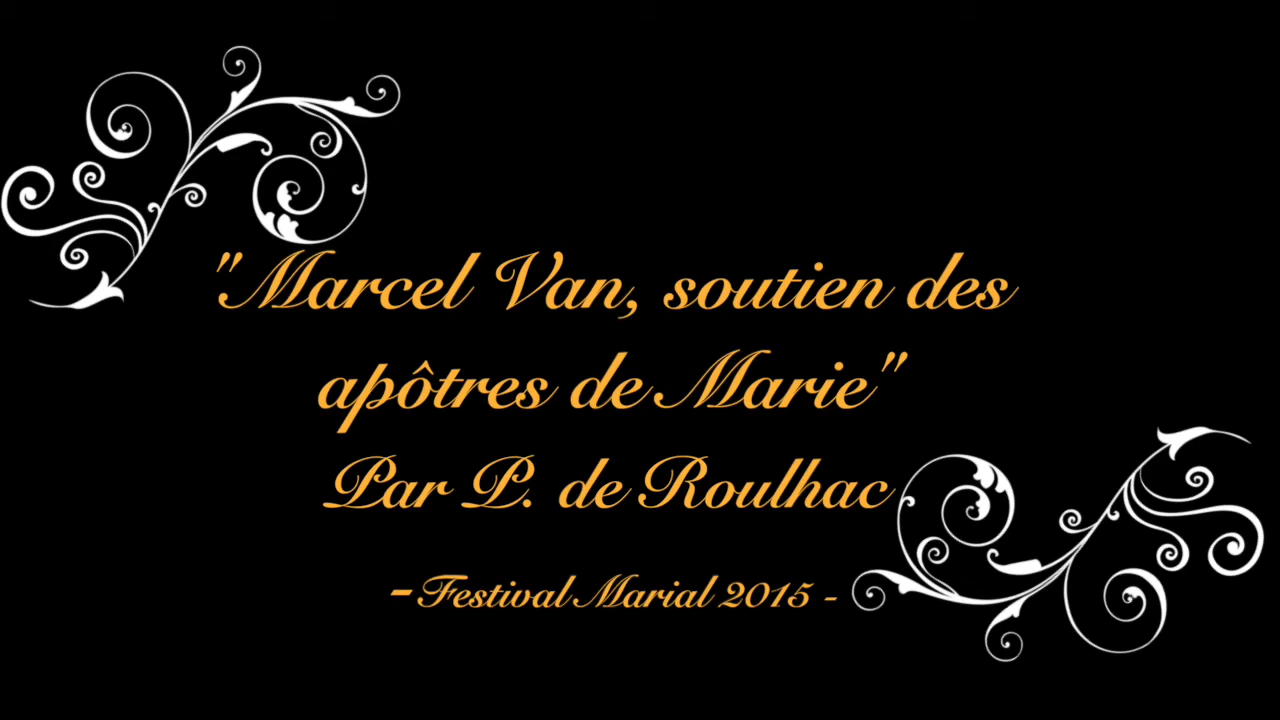 "Marcel Van, soutien des
apôtres de Marie"
Par P. de Roulhac
-Festival Marial 2015 -